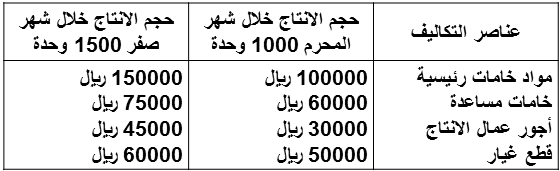 عناصر التكاليف حجم الانتاج خلال شهر المحرم 1000 وحدة حجم الانتاج خلال شهر صفر 1500 وحدة
مواد خامات رئيسية 100000 ريال 150000 ريال
خامات مساعدة 60000 ريال 75000 ريال
أجور عمال الانتاج 30000 ريال 45000 ريال
قطع غيار 50000 ريال 60000 ريال